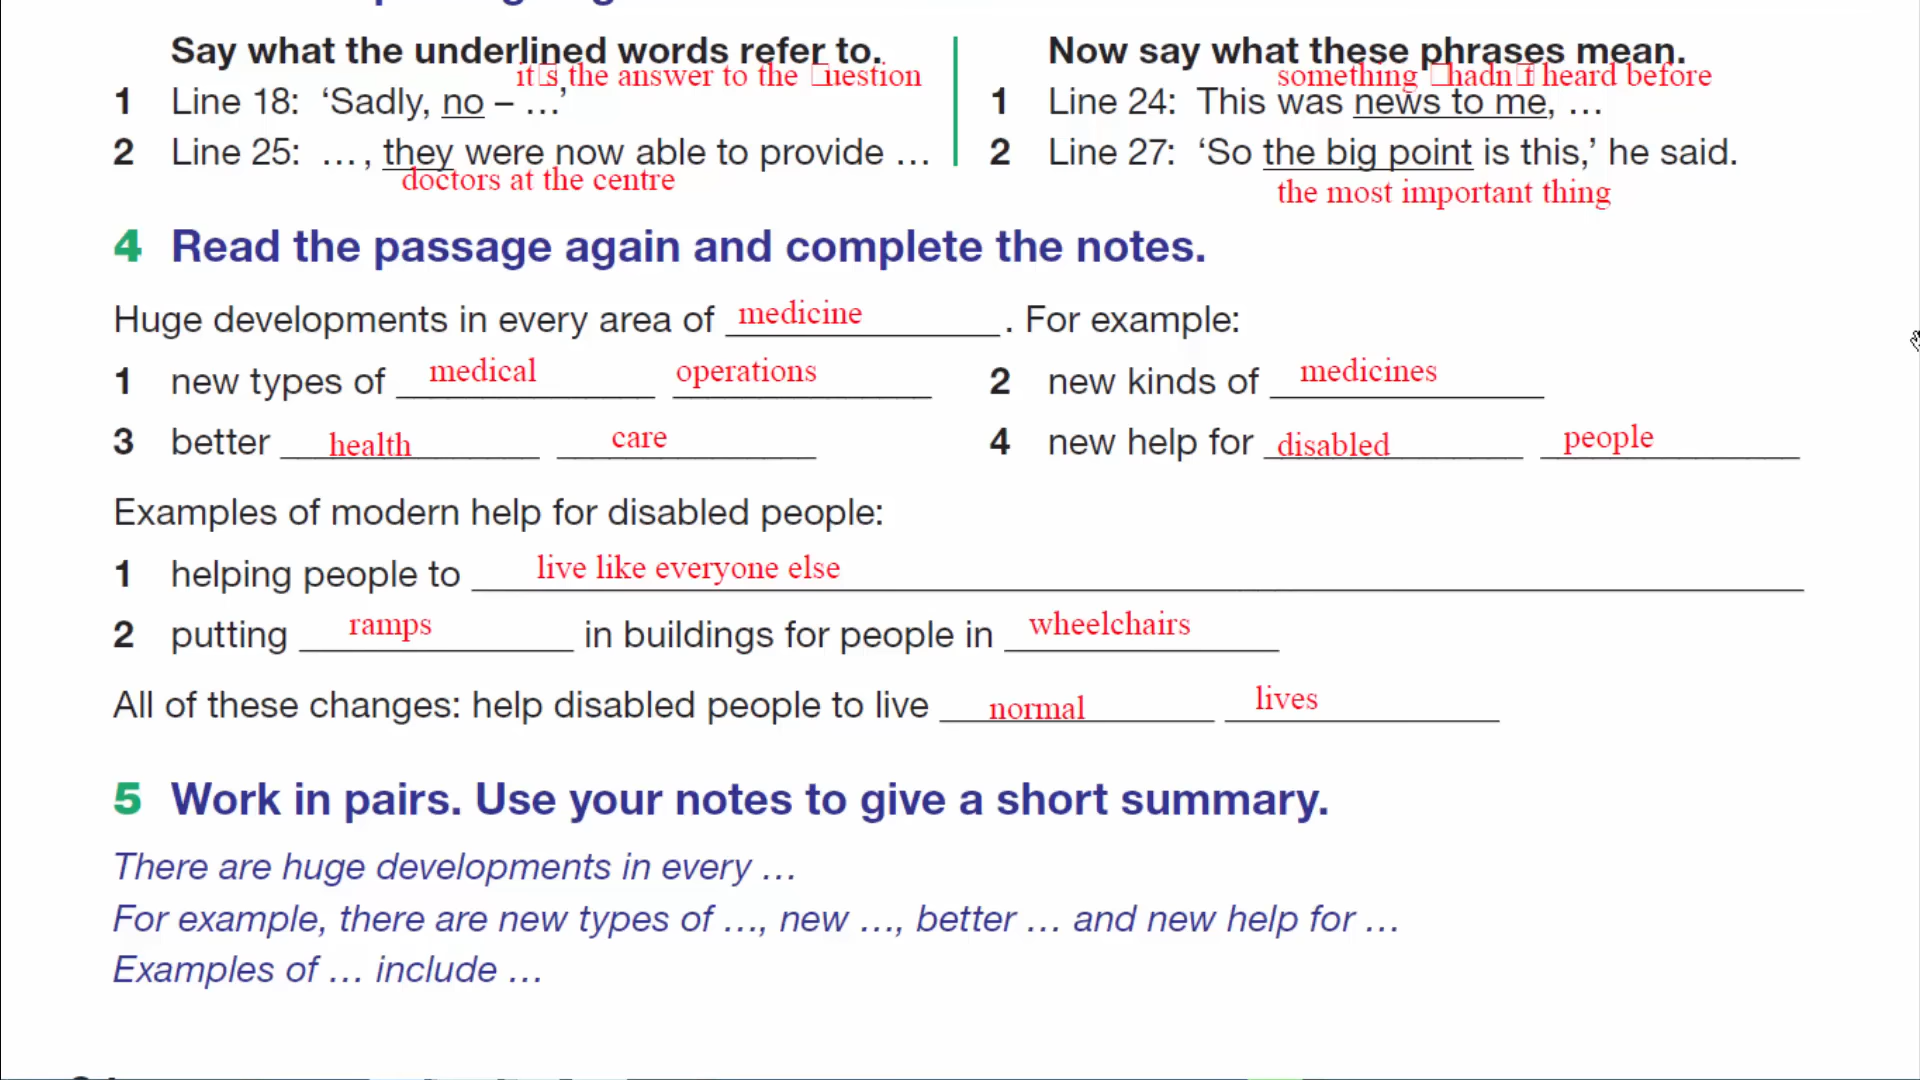 Say what the underlined words refer to.
it□s the answer to the □uestion
1 Line 18: ‘Sadly, no – …’
2 Line 25: …, they were now able to provide …
doctors at the centre
Now say what these phrases mean.
something □hadn□t heard before
1 Line 24: This was news to me, …
2 Line 27: ‘So the big point is this,’ he said.
the most important thing
4 Read the passage again and complete the notes.
Huge developments in every area of medicine. For example:
1 new types of medical operations
2 new kinds of medicines
3 better health care
4 new help for disabled people
Examples of modern help for disabled people:
1 helping people to live like everyone else
2 putting ramps in buildings for people in wheelchairs
All of these changes: help disabled people to live normal lives
5 Work in pairs. Use your notes to give a short summary.
There are huge developments in every …
For example, there are new types of …, new …, better … and new help for …
Examples of … include …